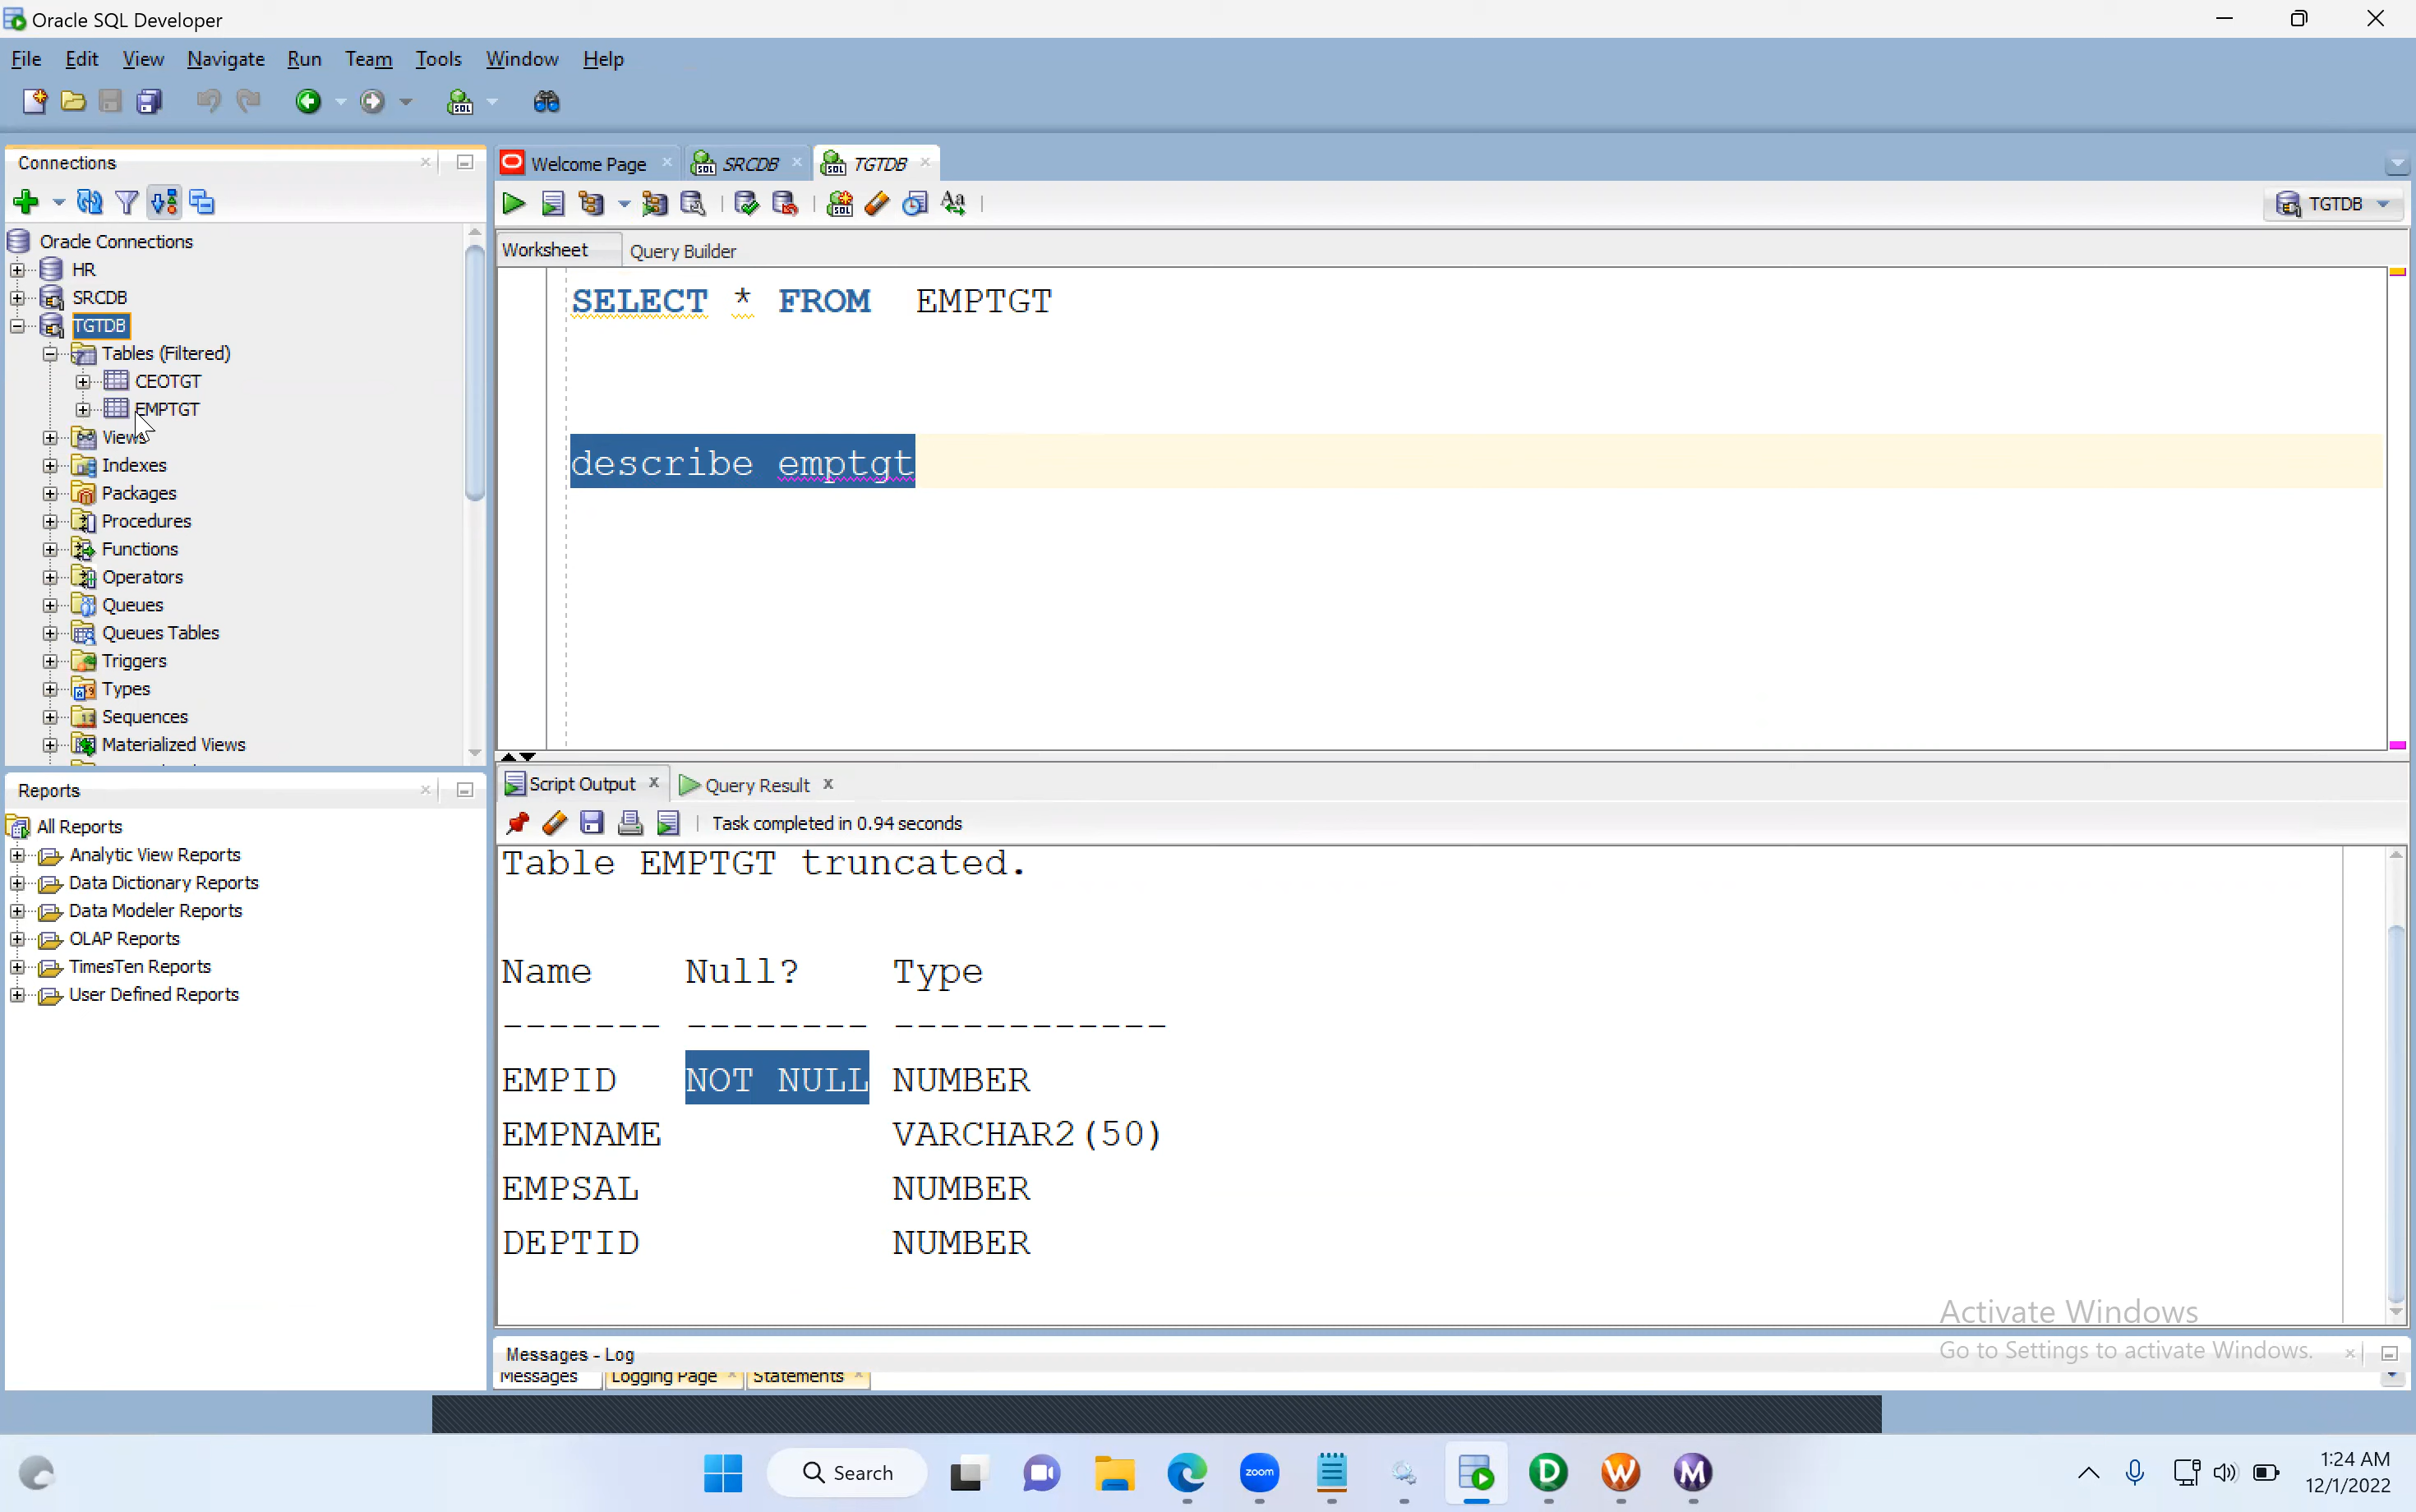 Oracle SQL Developer
File Edit View Navigate Run Team Tools Window Help
Connections
Oracle Connections
HR
SRCDB
TGTDB
Tables (Filtered)
CEOTGT
EMPTGT
Views
Indexes
Packages
Procedures
Functions
Operators
Queues
Queues Tables
Triggers
Types
Sequences
Materialized Views
Reports
All Reports
Analytic View Reports
Data Dictionary Reports
Data Modeler Reports
OLAP Reports
TimesTen Reports
User Defined Reports
Welcome Page SRCDB TGTDB
TGTDB
Worksheet Query Builder
SELECT * FROM EMPTGT
describe emptgt
Script Output Query Result
Task completed in 0.94 seconds
Table EMPTGT truncated.
Name Null? Type
------- -------- ------------
EMPID NOT NULL NUMBER
EMPNAME VARCHAR2(50)
EMPSAL NUMBER
DEPTID NUMBER
Activate Windows
Go to Settings to activate Windows.
Messages - Log
Messages Logging Page Statements
Search
zoom
D W M
1:24 AM
12/1/2022